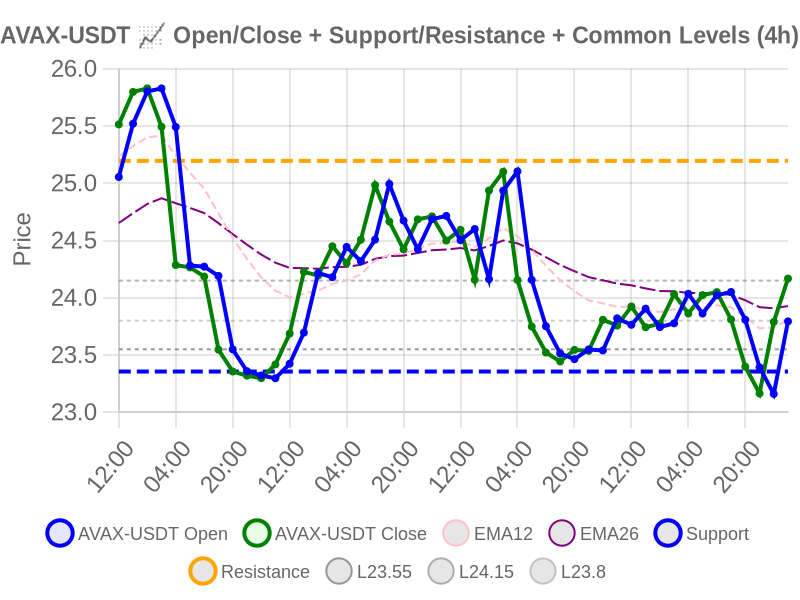 AVAX-USDT 📈 Open/Close + Support/Resistance + Common Levels (4h)
Price
26.0
25.5
25.0
24.5
24.0
23.5
23.0
12:00 04:00 20:00 12:00 04:00 20:00 12:00 04:00 20:00 12:00 04:00 20:00
AVAX-USDT Open AVAX-USDT Close EMA12 EMA26 Support
Resistance L23.55 L24.15 L23.8